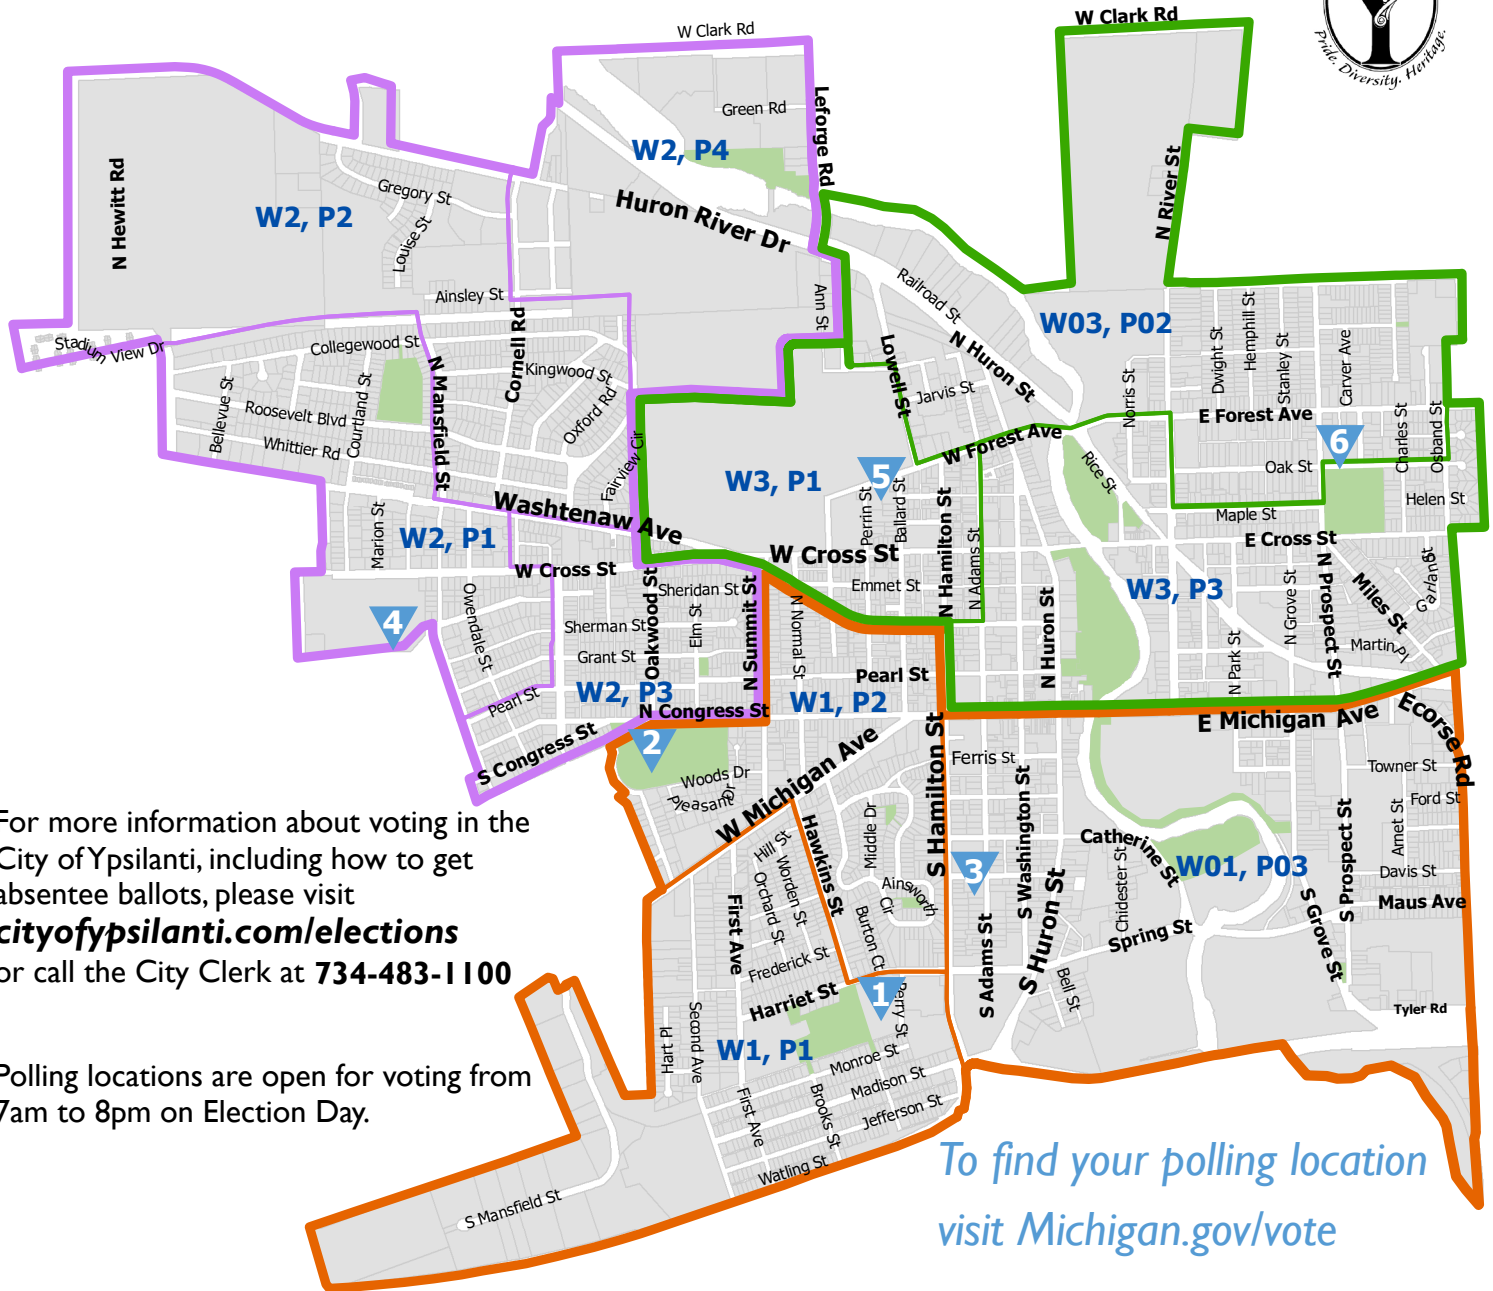 W Clark Rd
W Clark Rd
Pride. Diversity. Heritage.
Green Rd
Leforge Rd
W2, P4
N Hewitt Rd
Gregory St
W2, P2
Louise St
Huron River Dr
N River St
Ainsley St
Ann St
Railroad St
W03, P02
Stadium View Dr
Collegewood St
Cornell Rd
Kingwood St
N Mansfield St
Lowell St
N Huron St
Jarvis St
Norris St
Dwight St
Hemphill St
Stanley St
Carver Ave
Bellevue St
Roosevelt Blvd
Courtland St
Whittier Rd
Oxford Rd
Fairview Cir
E Forest Ave
W Forest Ave
Charles St
Osband St
6
5
W3, P1
Rice St
Oak St
Helen St
Washtenaw Ave
Perrin St
Ballard St
N Hamilton St
N Adams St
Maple St
E Cross St
Marion St
W2, P1
W Cross St
W Cross St
Emmet St
Sheridan St
Oakwood St
Elm St
N Summit St
N Normal St
N Huron St
W3, P3
N Grove St
N Prospect St
Miles St
Garland St
Martin Pl
N Park St
4
Owendale St
Sherman St
Grant St
Pearl St
W2, P3
Pearl St
W1, P2
N Congress St
S Congress St
2
E Michigan Ave
Ecorse Rd
W Michigan Ave
S Hamilton St
Ferris St
Woods Dr
Pleasant Dr
Towner St
Ford St
S Washington St
Middle Dr
Hawkins St
Hill St
Worden St
Orchard St
Catherine St
Chidester St
W01, P03
S Prospect St
Arnet St
Davis St
Maus Ave
3
Ainsworth Cir
Burton Ct
S Huron St
S Adams St
Spring St
Bell St
S Grove St
Tyler Rd
First Ave
Frederick St
Harriet St
1
Perry St
Second Ave
Hart Pl
W1, P1
Monroe St
Madison St
Jefferson St
Brooks St
First Ave
Watling St
S Mansfield St
For more information about voting in the
City of Ypsilanti, including how to get
absentee ballots, please visit
cityofypsilanti.com/elections
or call the City Clerk at 734-483-1100
Polling locations are open for voting from
7am to 8pm on Election Day.
To find your polling location
visit Michigan.gov/vote